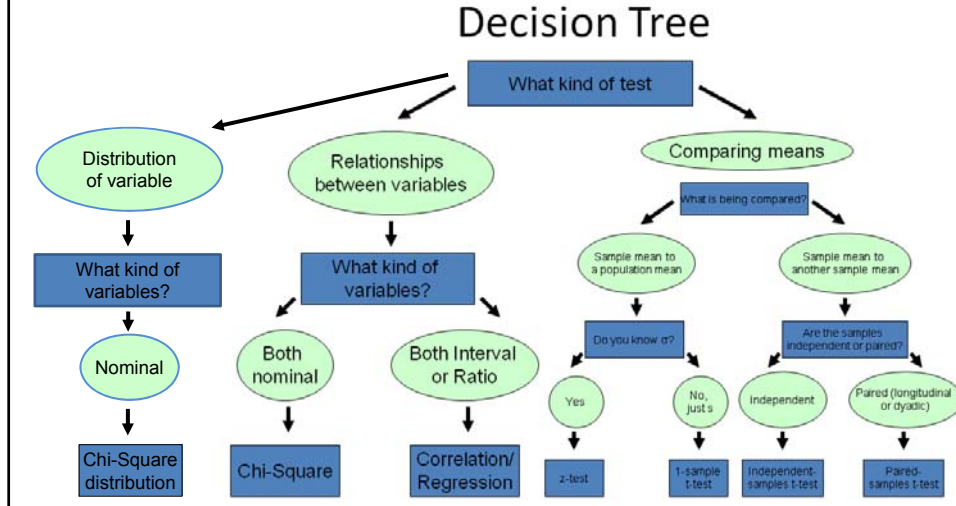 Decision Tree
What kind of test
Distribution
of variable
Relationships
between variables
Comparing means
What is being compared?
What kind of
variables?
What kind of
variables?
Sample mean to
a population mean
Sample mean to
another sample mean
Do you know σ?
Are the samples
independent or paired?
Nominal
Both
nominal
Both Interval
or Ratio
Yes
No,
just s
Independent
Paired (longitudinal
or dyadic)
Chi-Square
distribution
Chi-Square
Correlation/
Regression
z-test
1-sample
t-test
Independent-
samples t-test
Paired-
samples t-test